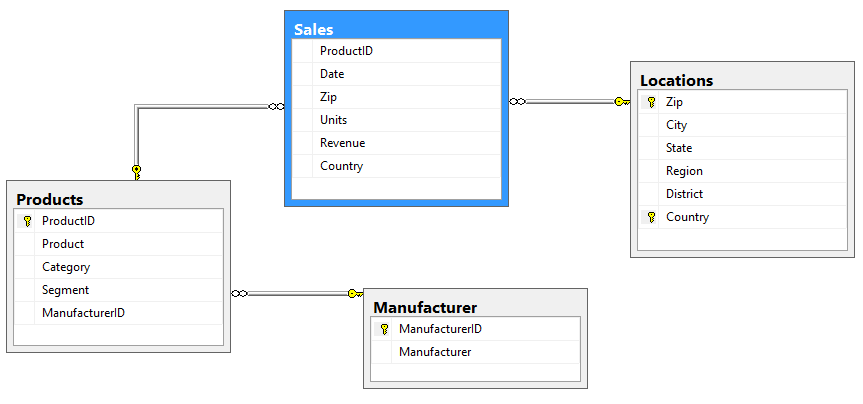 Sales
ProductID
Date
Zip
Units
Revenue
Country
Locations
Zip
City
State
Region
District
Country
Products
ProductID
Product
Category
Segment
ManufacturerID
Manufacturer
ManufacturerID
Manufacturer